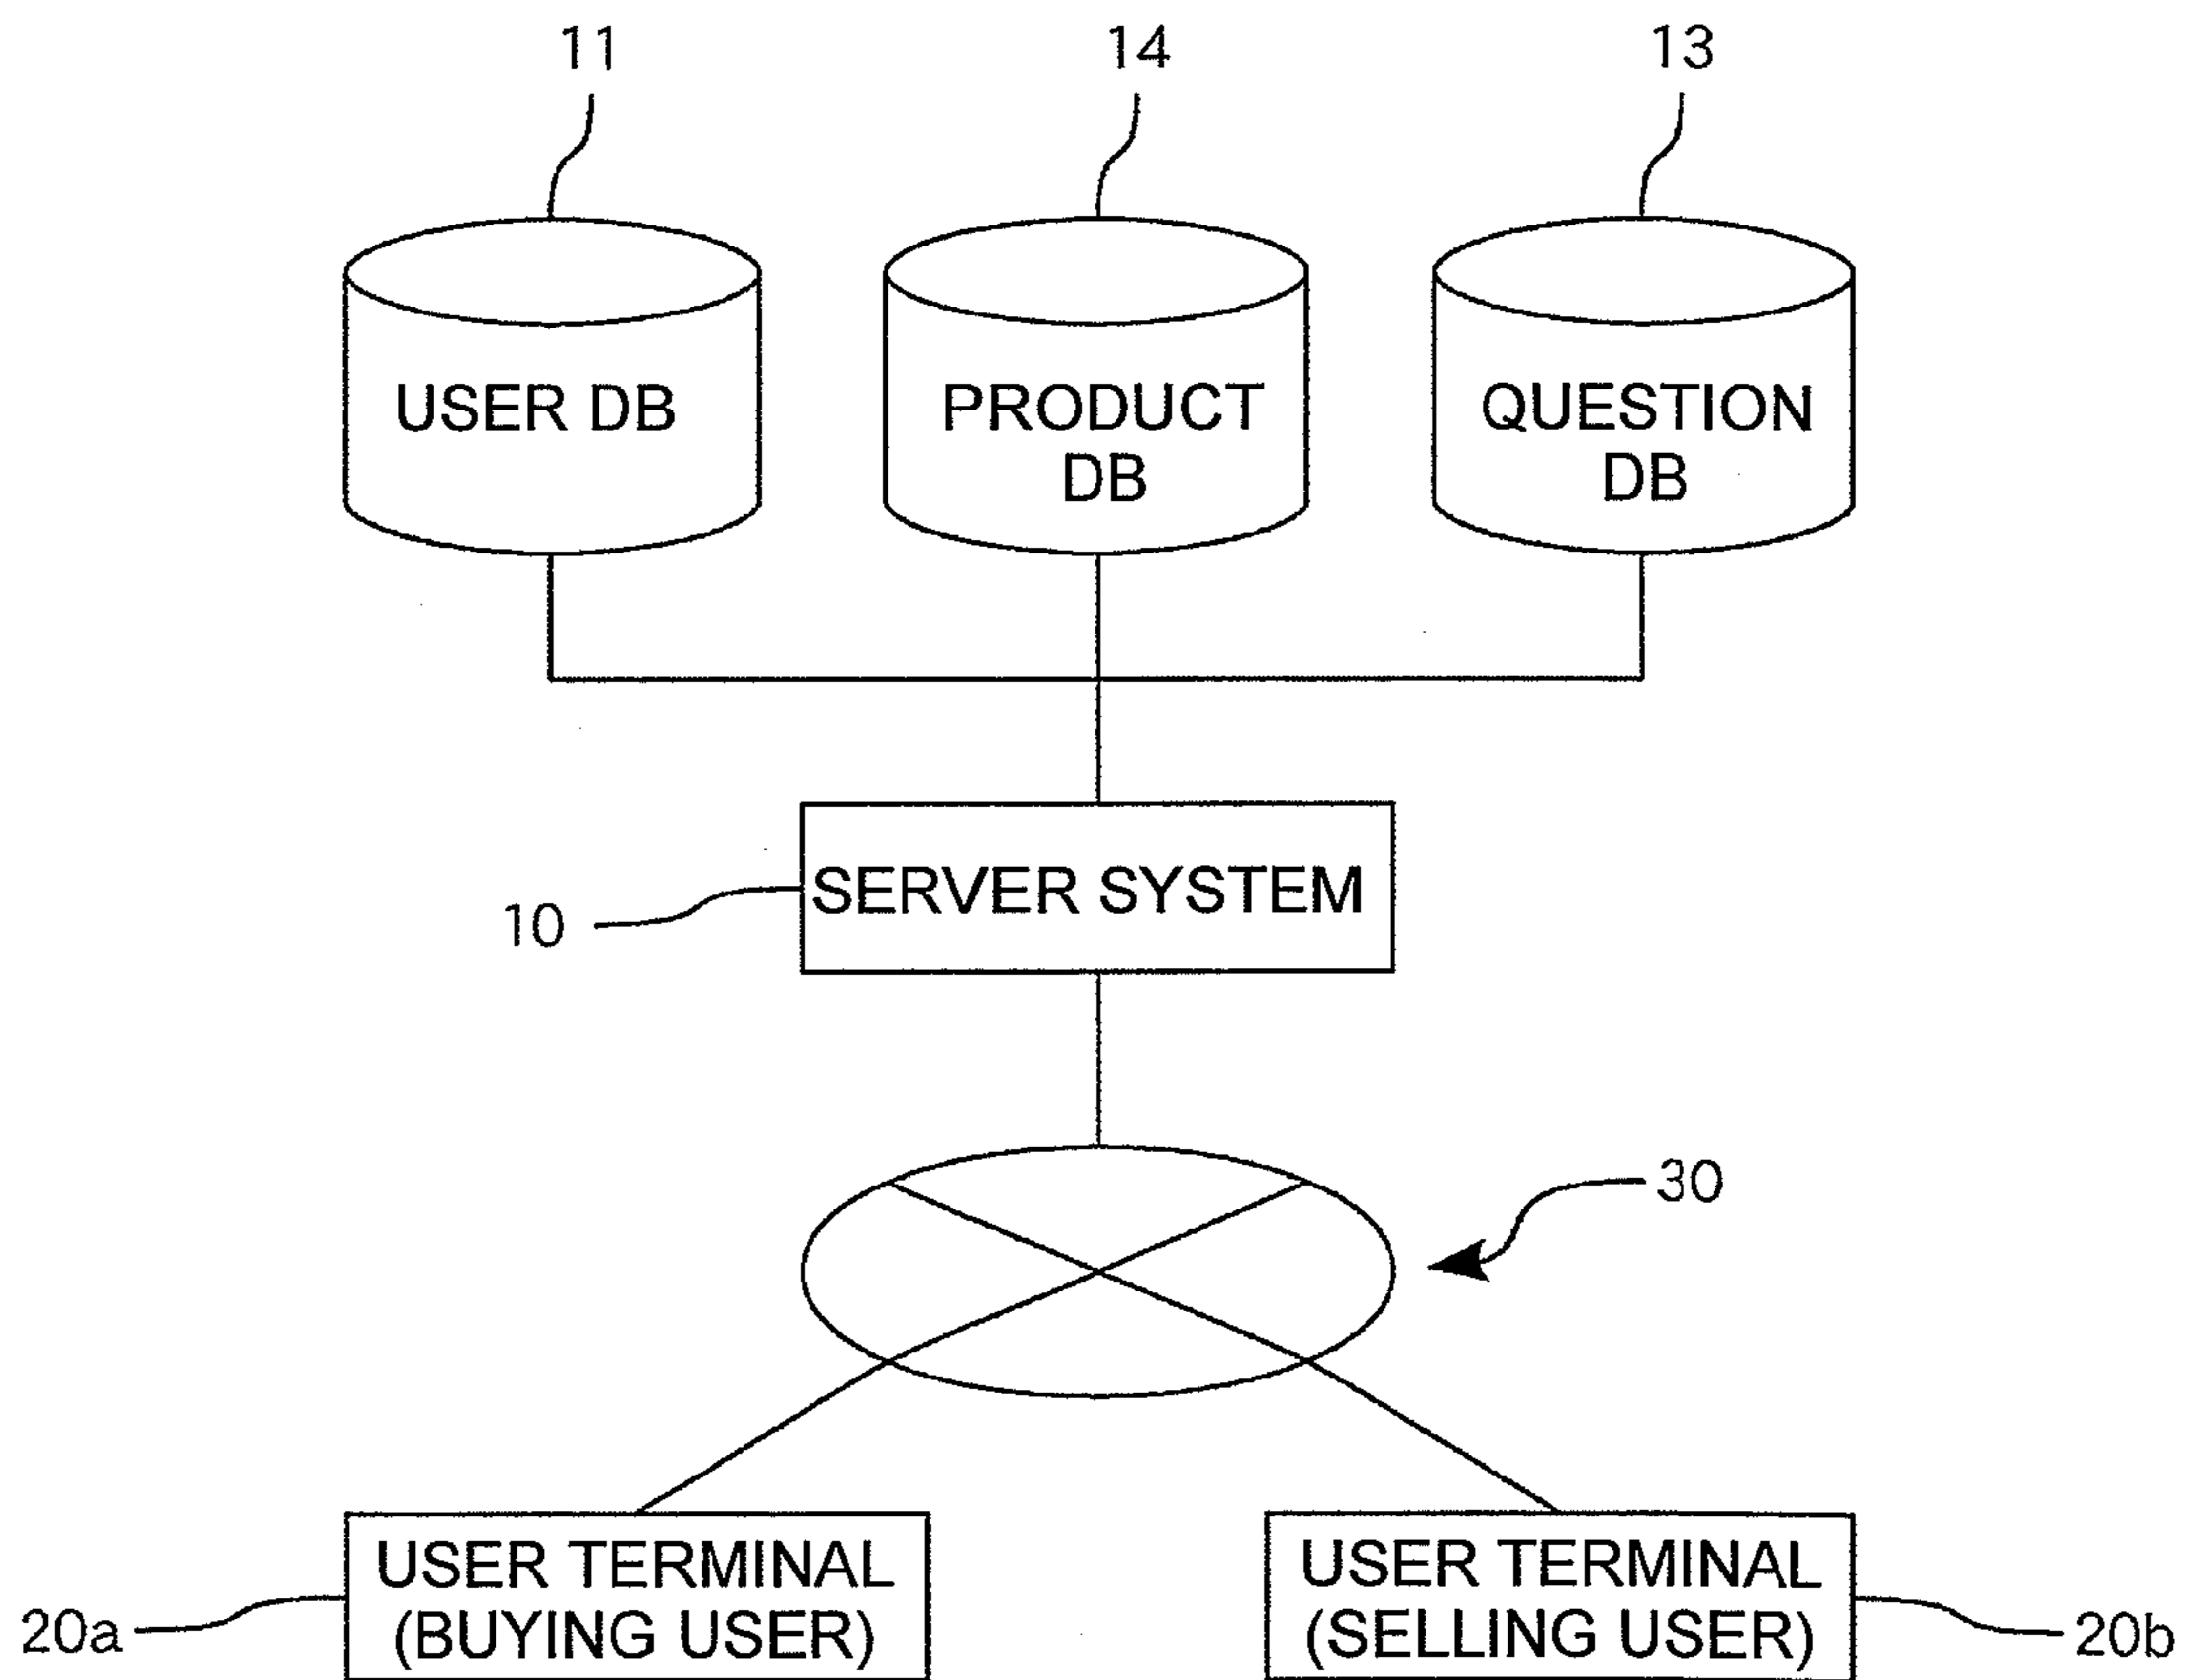 11
14
13
USER DB
PRODUCT
DB
QUESTION
DB
SERVER SYSTEM
10
30
USER TERMINAL
(BUYING USER)
USER TERMINAL
(SELLING USER)
20a
20b